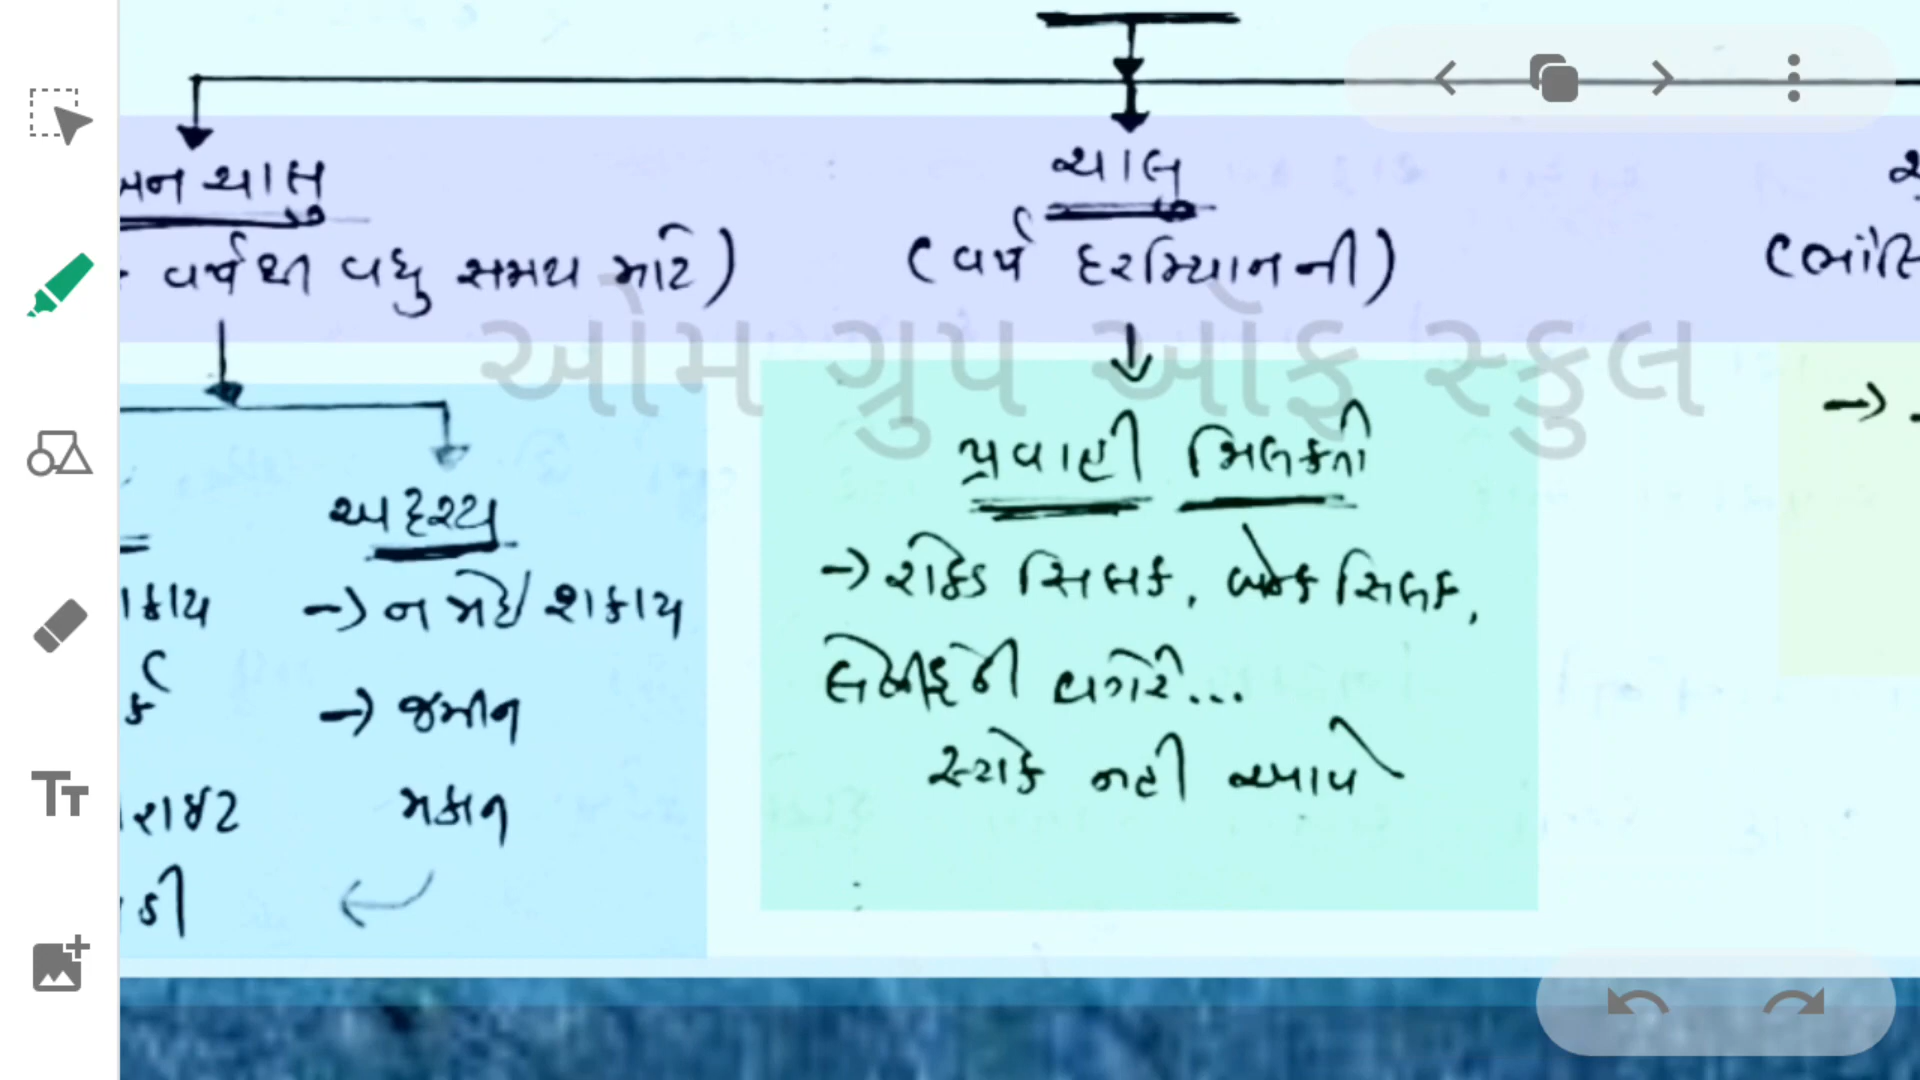 બિન ચાલુ
ચાલુ
વર્ષથી વધુ સમય માટે)
(વર્ષ દરમિયાનની)
ઓમ ગ્રુપ ઑફ સ્કુલ
પ્રવાહી મિલકતો
અદ્રશ્ય
→ રોકડ સિલક, બેન્ક સિલક,
→ ન જોઈ શકાય
લેણીહુંડી વગેરે...
→ જમીન
સ્ટોક નહી આવે
મકાન